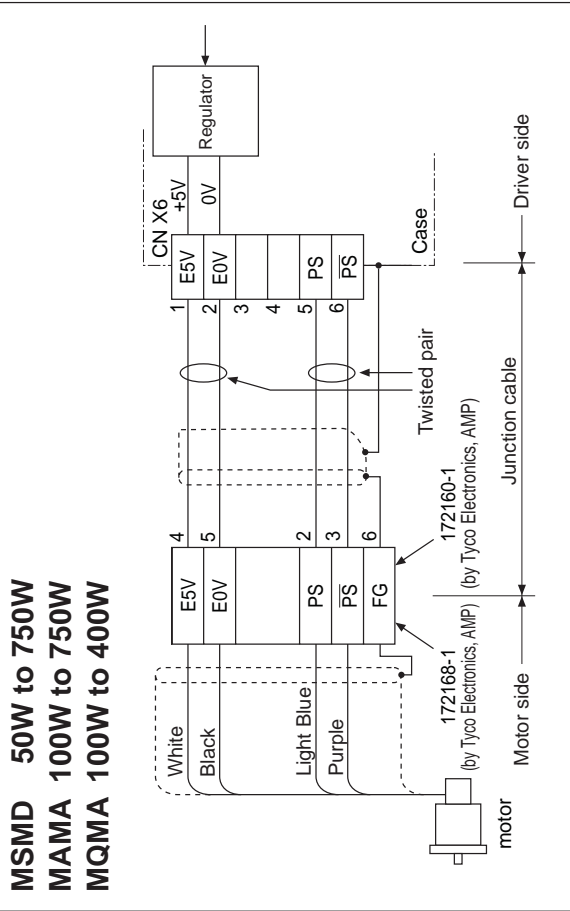 MSMD 50W to 750W
MAMA 100W to 750W
MQMA 100W to 400W
CN X6
+5V
0V
Regulator
White
Black
Light Blue
Purple
E5V
E0V
PS
P̅S̅
FG
4
5
2
3
6
1
2
3
4
5
6
E5V
E0V
PS
P̅S̅
Twisted pair
Case
motor
172168-1
(by Tyco Electronics, AMP)
172160-1
(by Tyco Electronics, AMP)
Motor side
Junction cable
Driver side